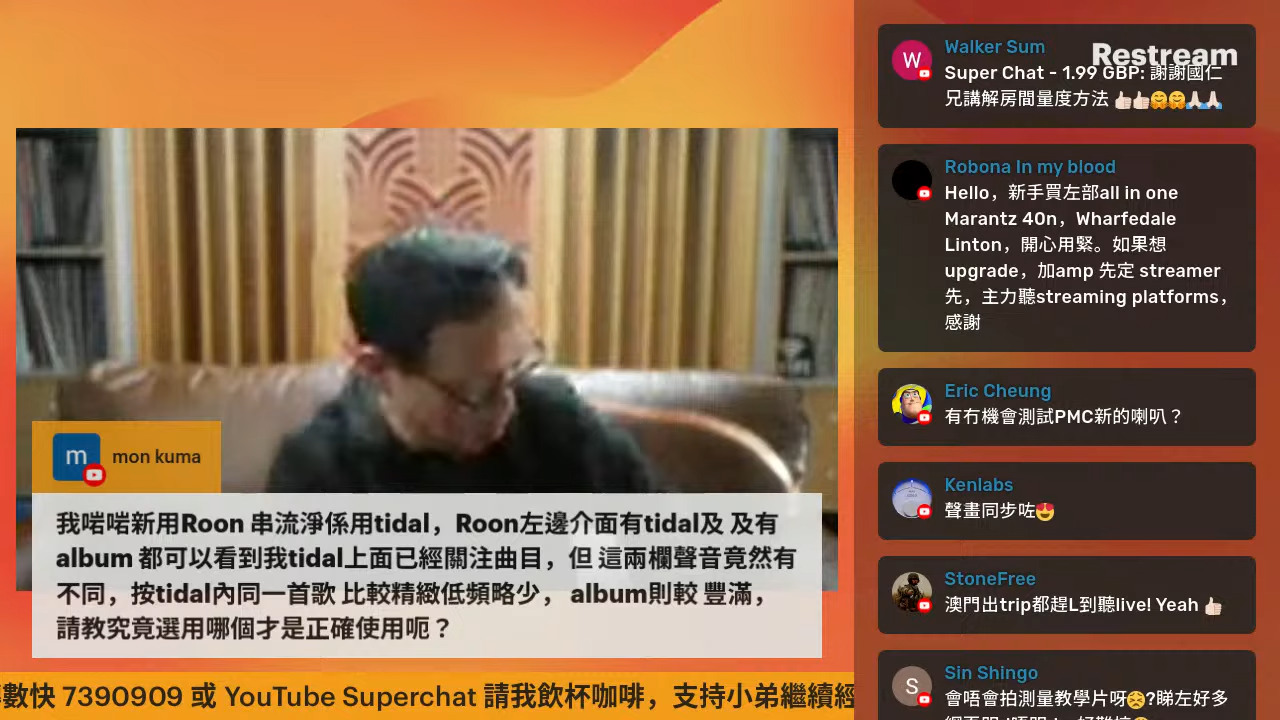 Restream
W
Walker Sum
Super Chat - 1.99 GBP: 謝謝國仁
兄講解房間量度方法 👍🏻👍🏻🤗🤗🙏🏻🙏🏻
Robona In my blood
Hello，新手買左部all in one
Marantz 40n，Wharfedale
Linton，開心用緊。如果想
upgrade，加amp 先定 streamer
先，主力聽streaming platforms，
感謝
Eric Cheung
有冇機會測試PMC新的喇叭？
Kenlabs
聲畫同步咗😍
StoneFree
澳門出trip都趕L到聽live! Yeah 👍🏻
S
Sin Shingo
會唔會拍測量教學片呀😣?睇左好多
m
mon kuma
我啱啱新用Roon 串流淨係用tidal，Roon左邊介面有tidal及 及有
album 都可以看到我tidal上面已經關注曲目，但 這兩欄聲音竟然有
不同，按tidal內同一首歌 比較精緻低頻略少， album則較 豐滿，
請教究竟選用哪個才是正確使用呃？
數快 7390909 或 YouTube Superchat 請我飲杯咖啡，支持小弟繼續經